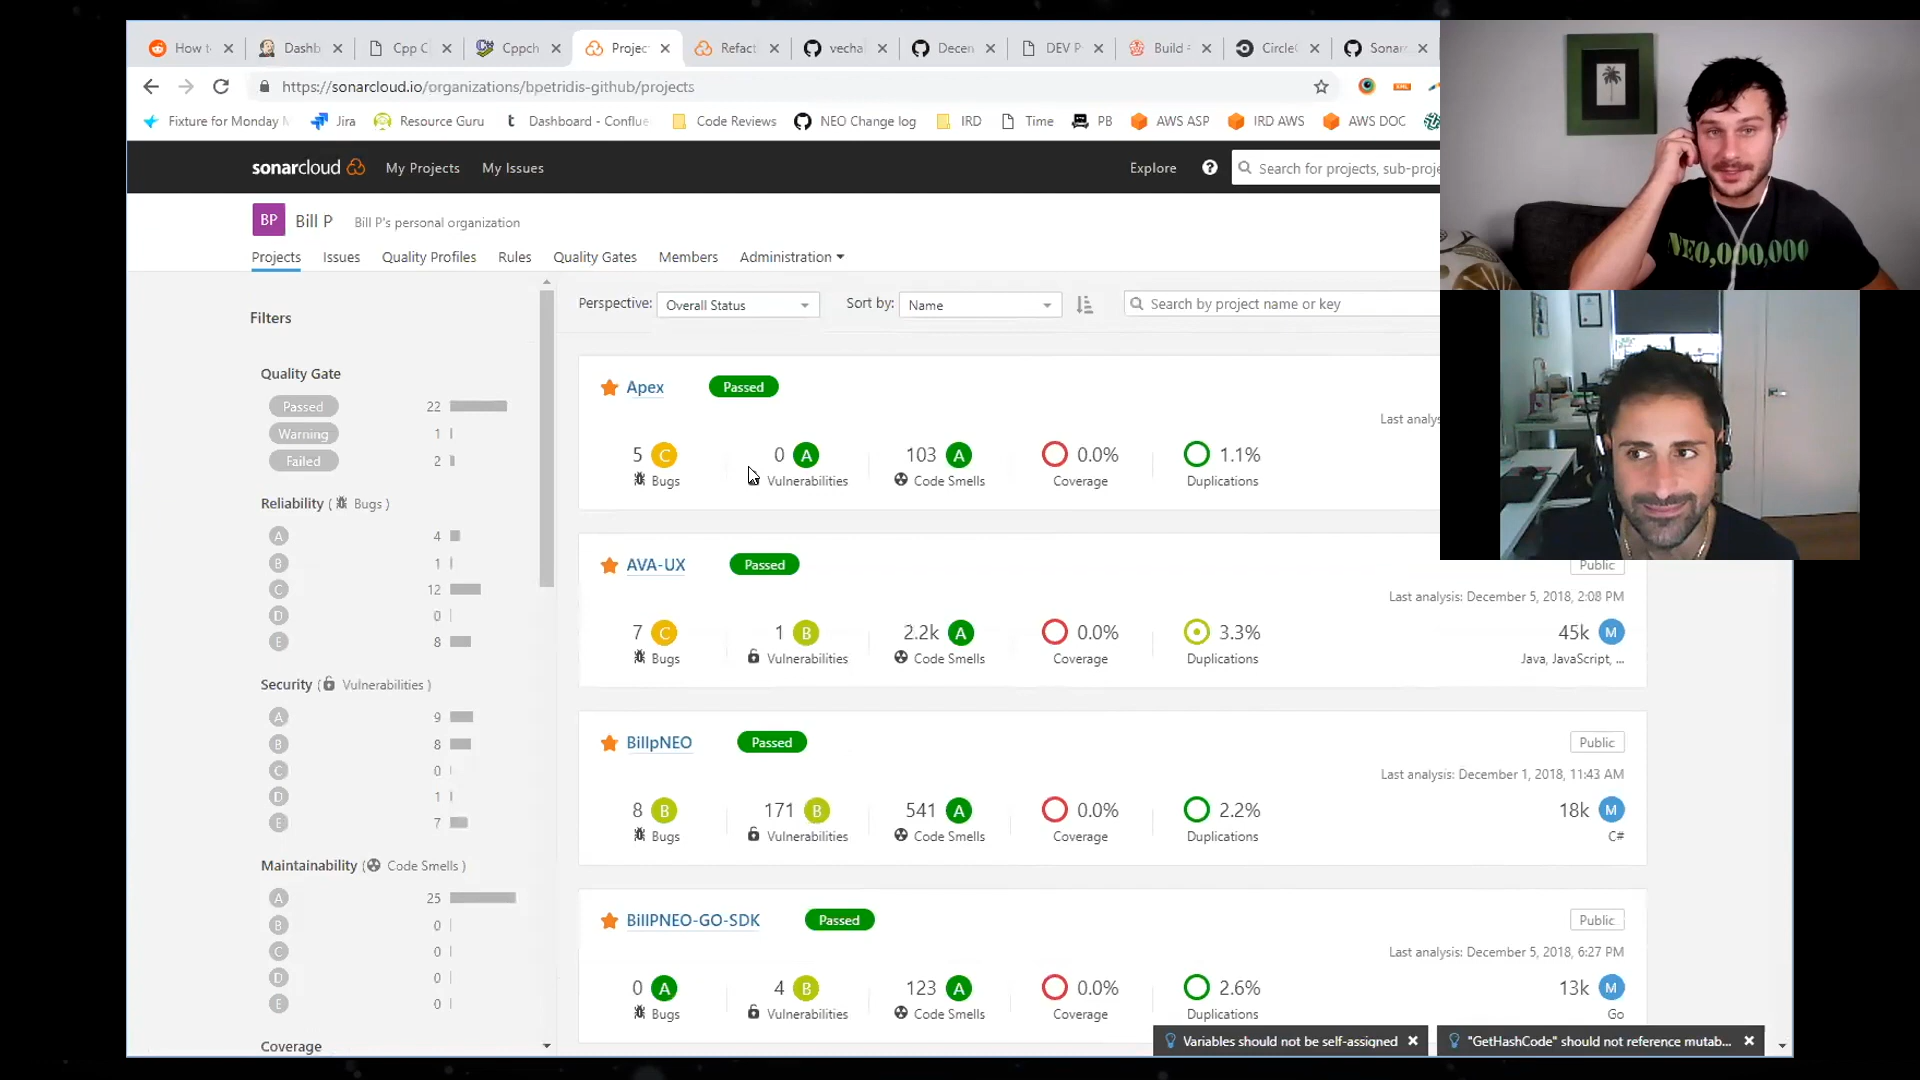 How t
Dashb
Cpp C
Cppch
Projec
Refact
vecha
Decen
DEV P
Build
Circle
Sonar
https://sonarcloud.io/organizations/bpetridis-github/projects
Fixture for Monday
Jira
Resource Guru
Dashboard - Conflue
Code Reviews
NEO Change log
IRD
Time
PB
AWS ASP
IRD AWS
AWS DOC
sonarcloud
My Projects
My Issues
Explore
Search for projects, sub-proje
BP
Bill P
Bill P's personal organization
Projects
Issues
Quality Profiles
Rules
Quality Gates
Members
Administration
Filters
Quality Gate
Passed 22
Warning 1
Failed 2
Reliability ( Bugs )
A 4
B 1
C 12
D 0
E 8
Security ( Vulnerabilities )
A 9
B 8
C 0
D 1
E 7
Maintainability ( Code Smells )
A 25
B 0
C 0
D 0
E 0
Coverage
Perspective: Overall Status
Sort by: Name
Search by project name or key
Apex Passed
Last analys
5 C 0 A 103 A 0.0% 1.1%
Bugs Vulnerabilities Code Smells Coverage Duplications
AVA-UX Passed Public
Last analysis: December 5, 2018, 2:08 PM
7 C 1 B 2.2k A 0.0% 3.3% 45k M
Bugs Vulnerabilities Code Smells Coverage Duplications Java, JavaScript, ...
BillpNEO Passed Public
Last analysis: December 1, 2018, 11:43 AM
8 B 171 B 541 A 0.0% 2.2% 18k M
Bugs Vulnerabilities Code Smells Coverage Duplications C#
BillPNEO-GO-SDK Passed Public
Last analysis: December 5, 2018, 6:27 PM
0 A 4 B 123 A 0.0% 2.6% 13k M
Bugs Vulnerabilities Code Smells Coverage Duplications Go
Variables should not be self-assigned
"GetHashCode" should not reference mutab...
NEO,000,000